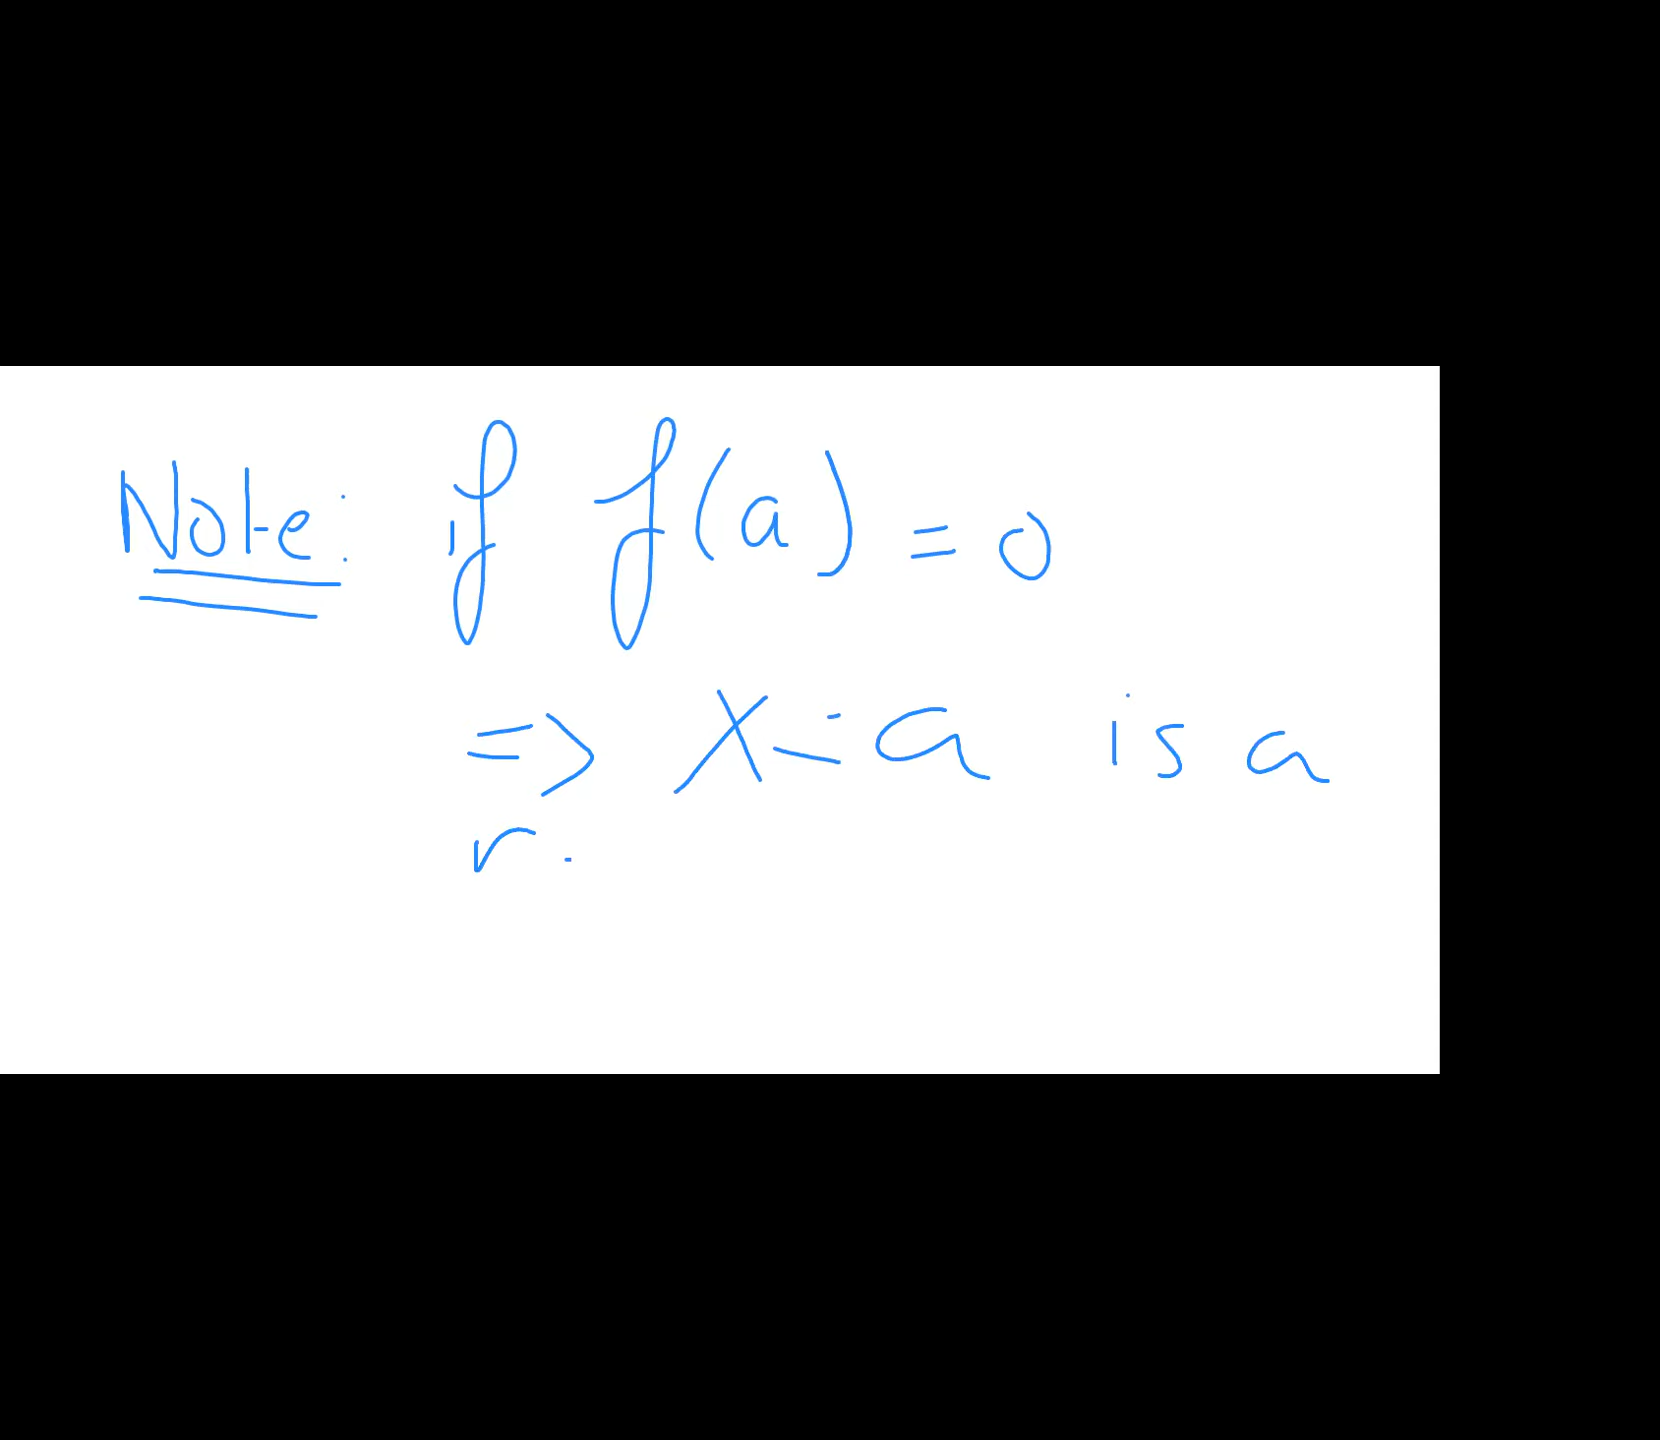 Note: if f(a) = 0
=> x = a is a
r.